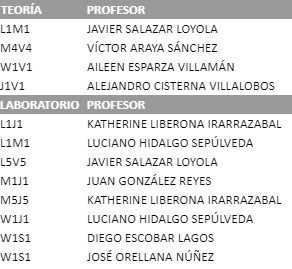 TEORÍA PROFESOR
L1M1 JAVIER SALAZAR LOYOLA
M4V4 VÍCTOR ARAYA SÁNCHEZ
W1V1 AILEEN ESPARZA VILLAMÁN
J1V1 ALEJANDRO CISTERNA VILLALOBOS
LABORATORIO PROFESOR
L1J1 KATHERINE LIBERONA IRARRAZABAL
L1M1 LUCIANO HIDALGO SEPÚLVEDA
L5V5 JAVIER SALAZAR LOYOLA
M1J1 JUAN GONZÁLEZ REYES
M5J5 KATHERINE LIBERONA IRARRAZABAL
W1J1 LUCIANO HIDALGO SEPÚLVEDA
W1S1 DIEGO ESCOBAR LAGOS
W1S1 JOSÉ ORELLANA NÚÑEZ